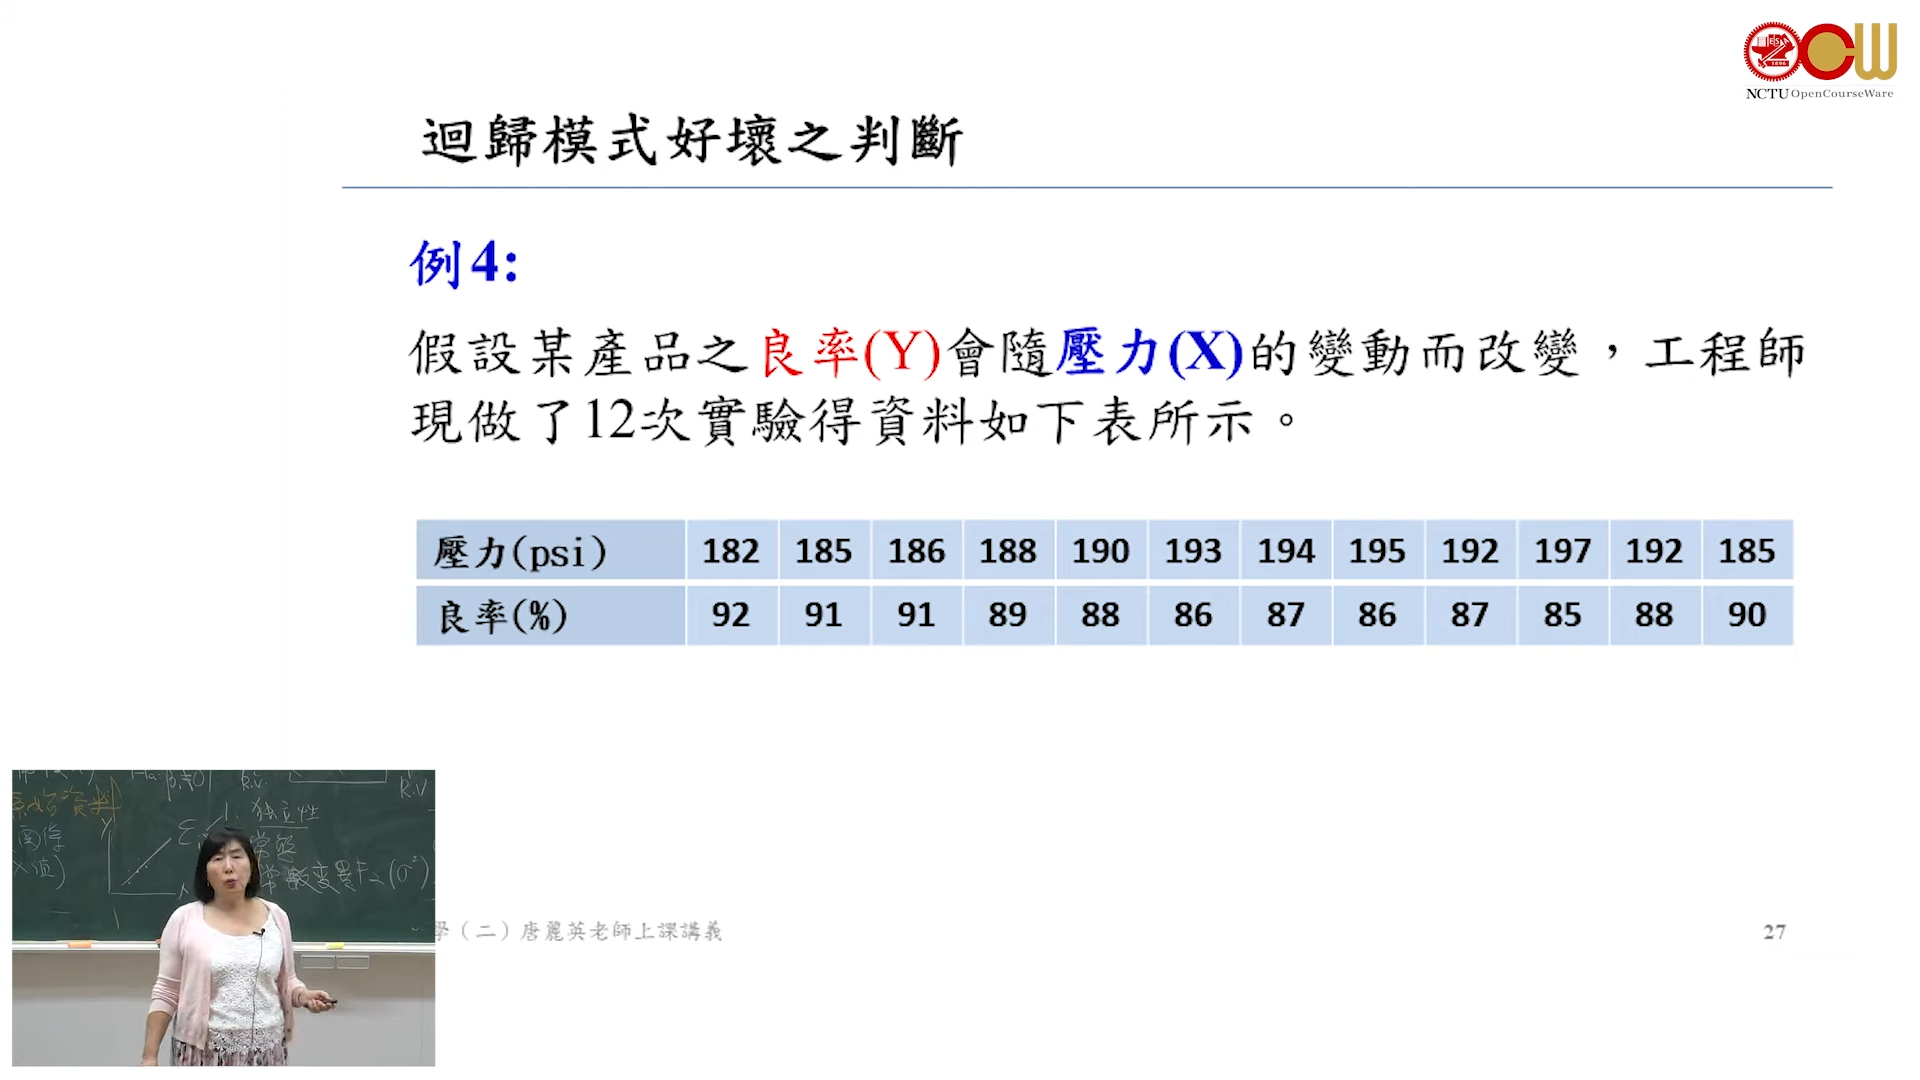 NCTU OpenCourseWare
迴歸模式好壞之判斷
例4:
假設某產品之良率(Y)會隨壓力(X)的變動而改變，工程師
現做了12次實驗得資料如下表所示。
壓力(psi) 182 185 186 188 190 193 194 195 192 197 192 185
良率(%) 92 91 91 89 88 86 87 86 87 85 88 90
獨立性
R.V
學（二）唐麗英老師上課講義
27